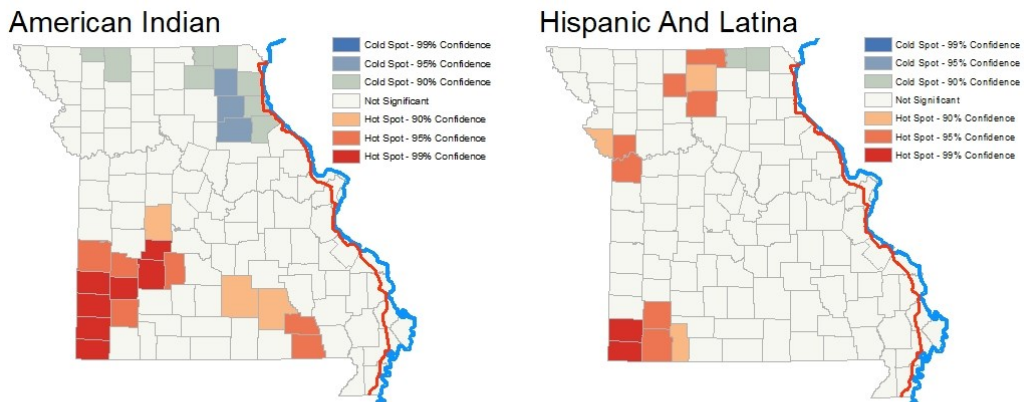 American Indian
Cold Spot - 99% Confidence
Cold Spot - 95% Confidence
Cold Spot - 90% Confidence
Not Significant
Hot Spot - 90% Confidence
Hot Spot - 95% Confidence
Hot Spot - 99% Confidence
Hispanic And Latina
Cold Spot - 99% Confidence
Cold Spot - 95% Confidence
Cold Spot - 90% Confidence
Not Significant
Hot Spot - 90% Confidence
Hot Spot - 95% Confidence
Hot Spot - 99% Confidence